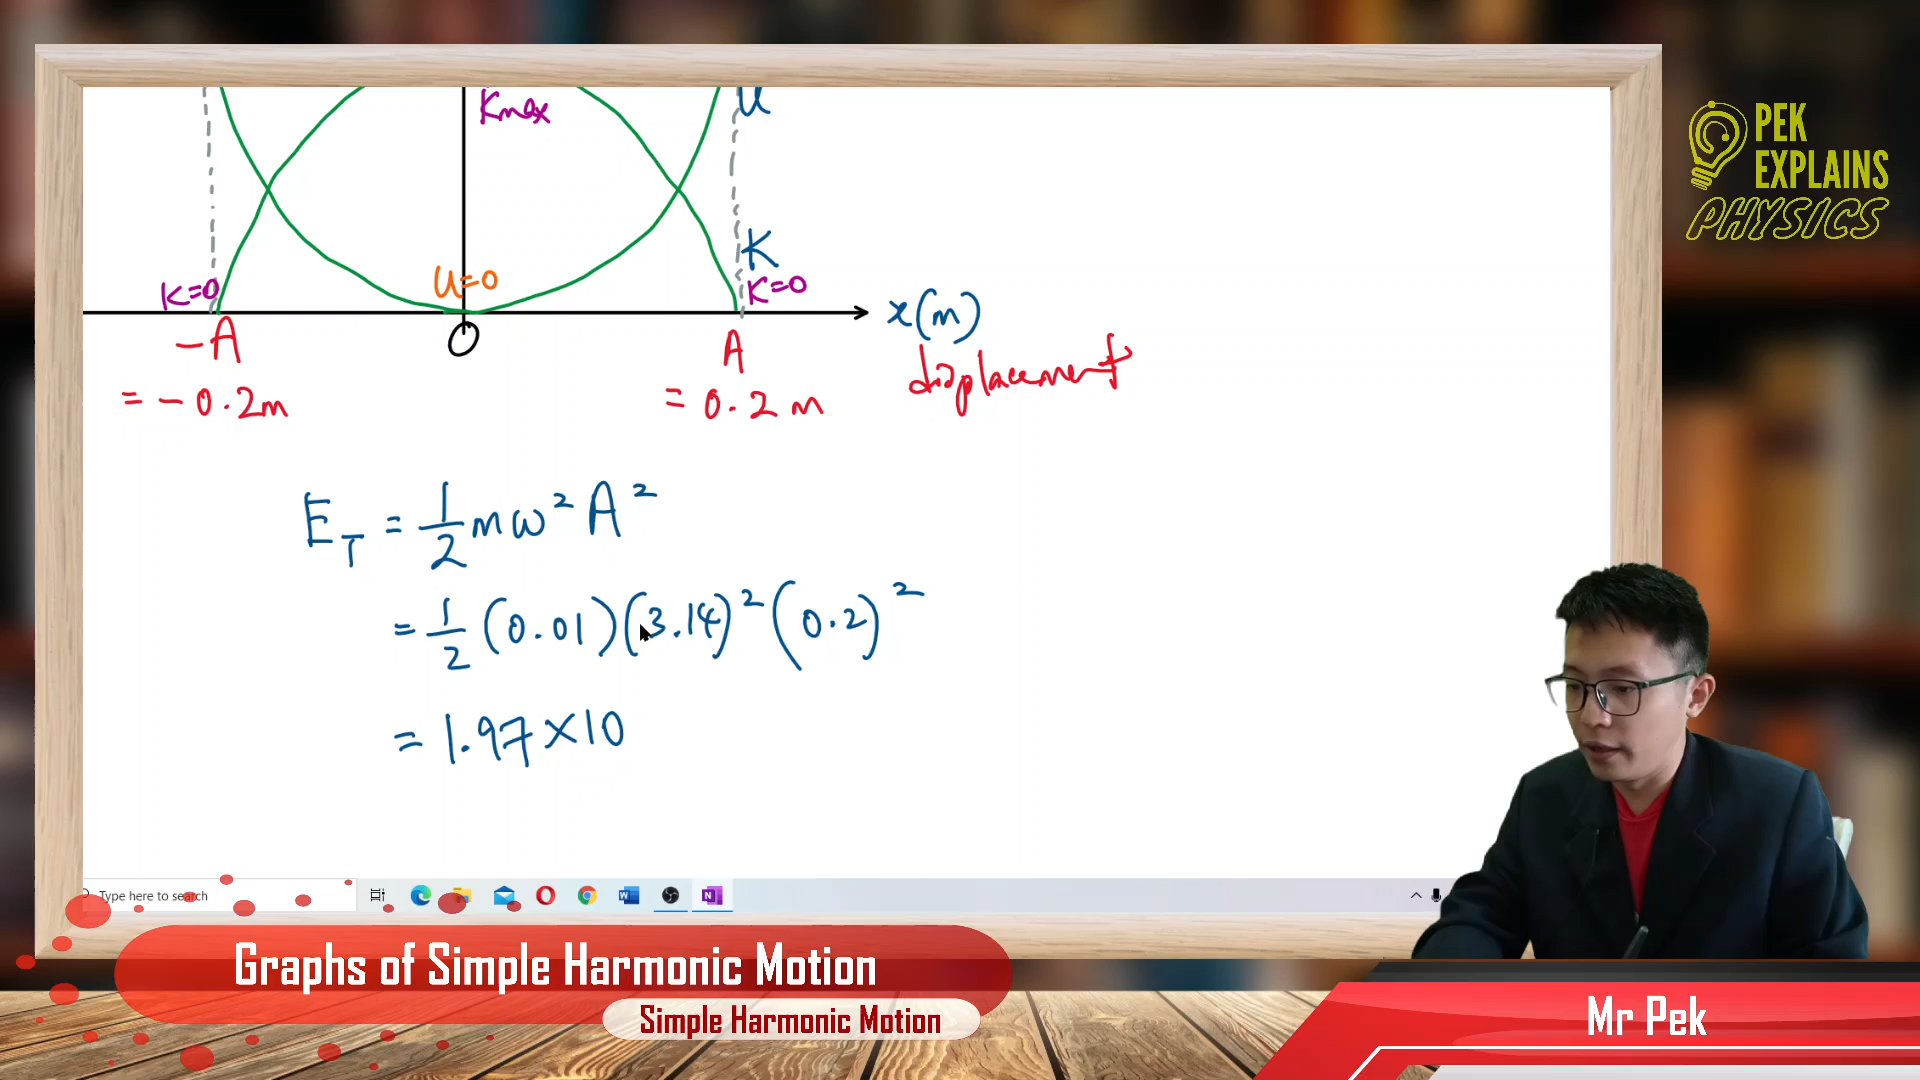 Kmax
U
PEK
EXPLAINS
PHYSICS
K
K=0
U=0
K=0
x(m)
-A
O
A
displacement
= -0.2m
= 0.2m
E_T = 1/2 mω²A²
= 1/2 (0.01)(3.14)²(0.2)²
= 1.97×10
Type here to search
Graphs of Simple Harmonic Motion
Simple Harmonic Motion
Mr Pek